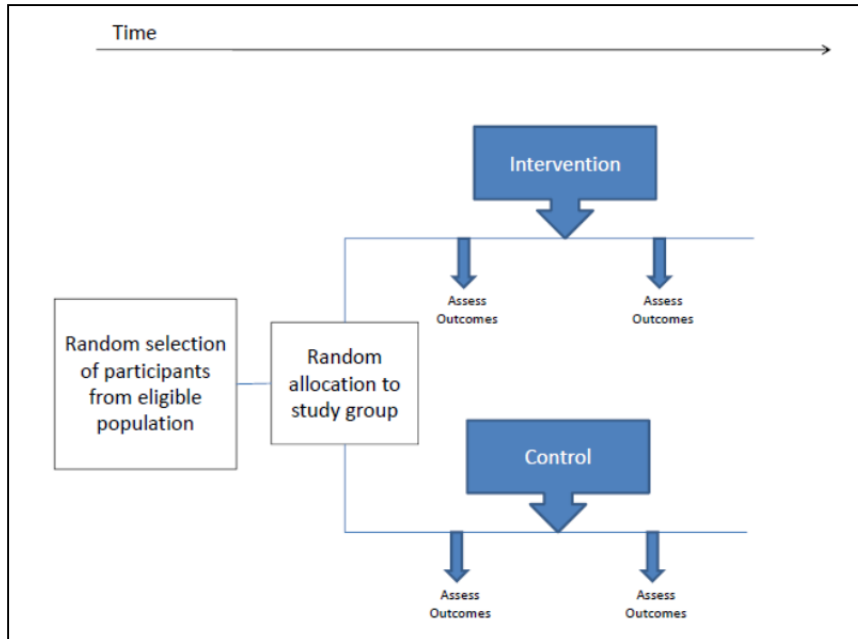 Time
Intervention
Assess
Outcomes
Assess
Outcomes
Random selection
of participants
from eligible
population
Random
allocation to
study group
Control
Assess
Outcomes
Assess
Outcomes